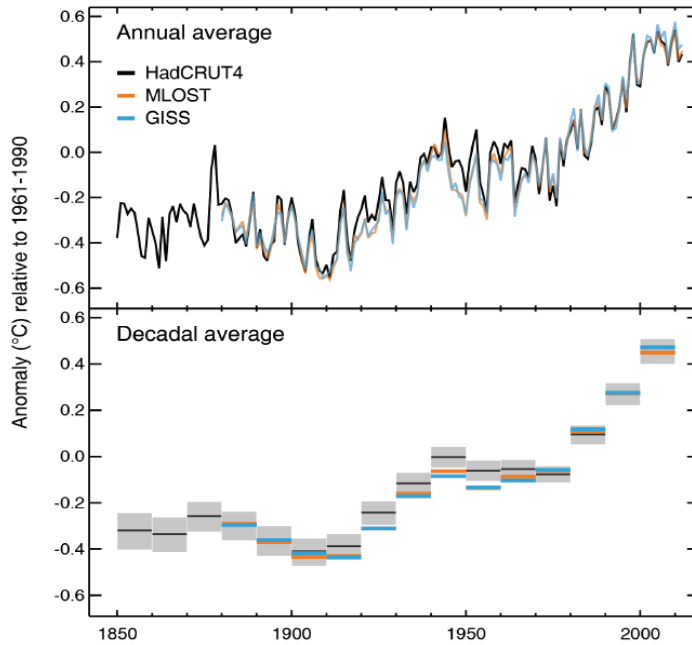 Annual average
HadCRUT4
MLOST
GISS
0.6
0.4
0.2
0.0
-0.2
-0.4
-0.6
Anomaly (°C) relative to 1961-1990
Decadal average
0.6
0.4
0.2
0.0
-0.2
-0.4
-0.6
1850 1900 1950 2000